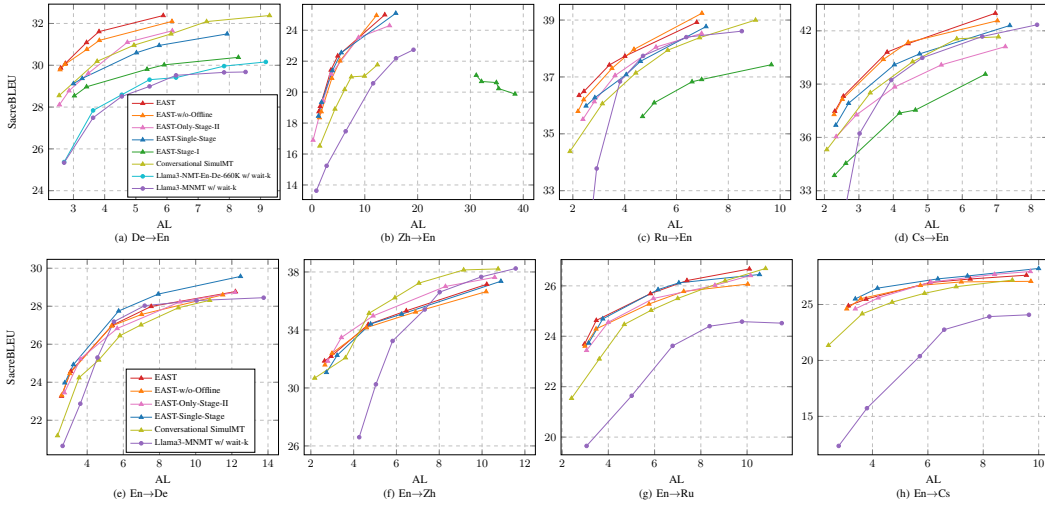 SacreBLEU
32
30
28
26
24
3
4
5
6
7
8
9
AL
EAST
EAST-w/o-Offline
EAST-Only-Stage-II
EAST-Single-Stage
EAST-Stage-I
Conversational SimulMT
Llama3-NMT-En-De-660K w/ wait-k
Llama3-MNMT w/ wait-k
(a) De→En
24
22
20
18
16
14
0
10
20
30
40
AL
(b) Zh→En
39
37
35
33
2
4
6
8
10
AL
(c) Ru→En
42
39
36
33
2
3
4
5
6
7
8
AL
(d) Cs→En
SacreBLEU
30
28
26
24
22
4
6
8
10
12
14
AL
EAST
EAST-w/o-Offline
EAST-Only-Stage-II
EAST-Single-Stage
Conversational SimulMT
Llama3-MNMT w/ wait-k
(e) En→De
38
34
30
26
2
4
6
8
10
12
AL
(f) En→Zh
26
24
22
20
2
4
6
8
10
AL
(g) En→Ru
25
20
15
2
4
6
8
10
AL
(h) En→Cs